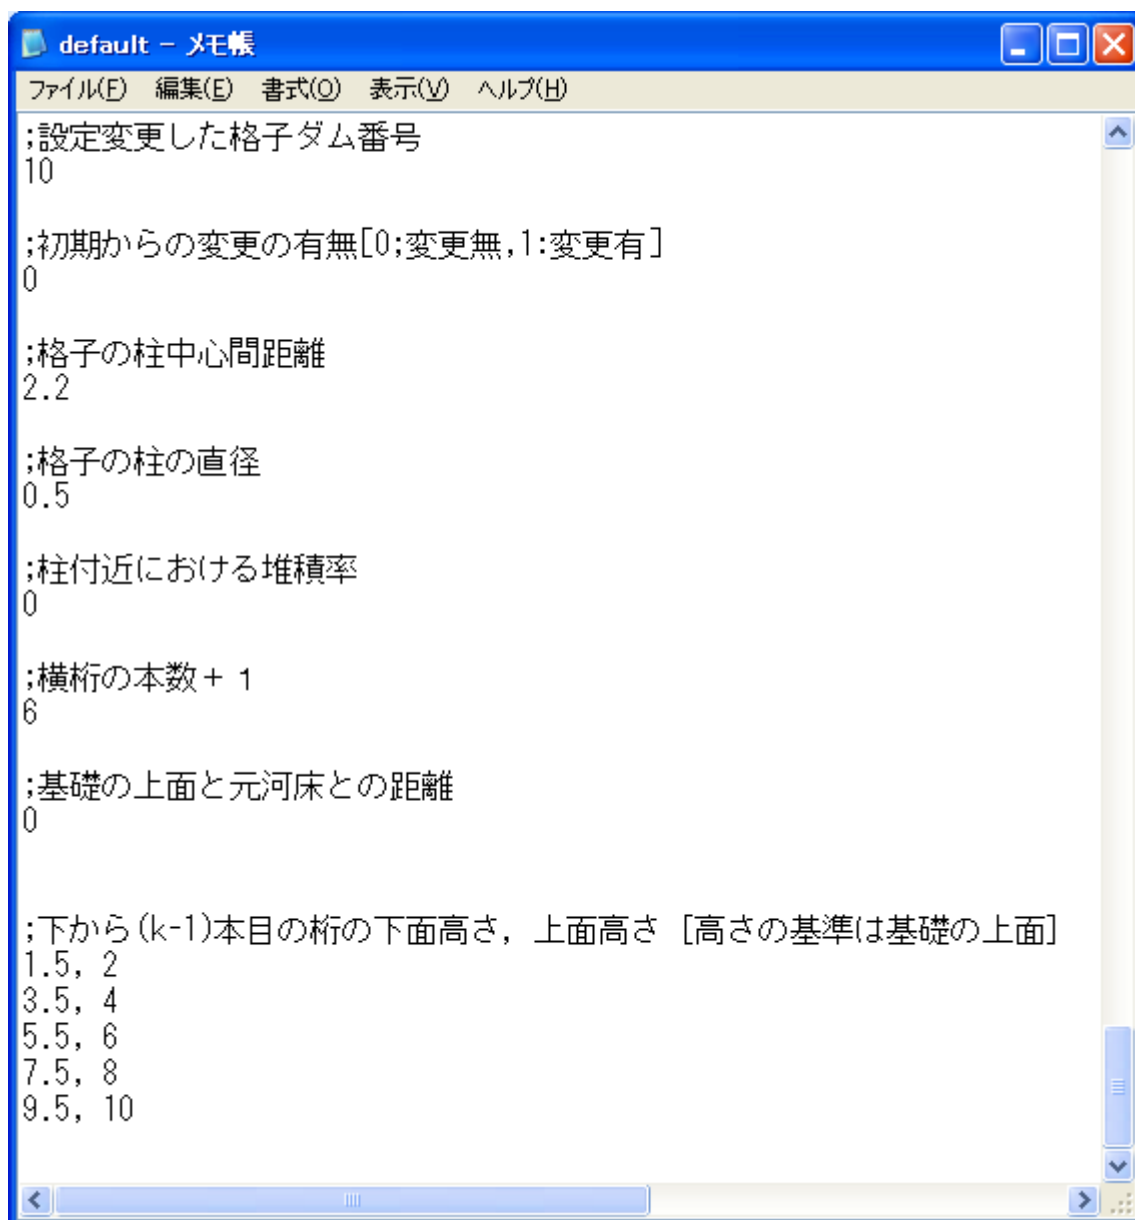 default - メモ帳
ファイル(F) 編集(E) 書式(O) 表示(V) ヘルプ(H)
;設定変更した格子ダム番号
10
;初期からの変更の有無[0;変更無,1:変更有]
0
;格子の柱中心間距離
2.2
;格子の柱の直径
0.5
;柱付近における堆積率
0
;横桁の本数＋１
6
;基礎の上面と元河床との距離
0
;下から(k-1)本目の桁の下面高さ, 上面高さ [高さの基準は基礎の上面]
1.5, 2
3.5, 4
5.5, 6
7.5, 8
9.5, 10